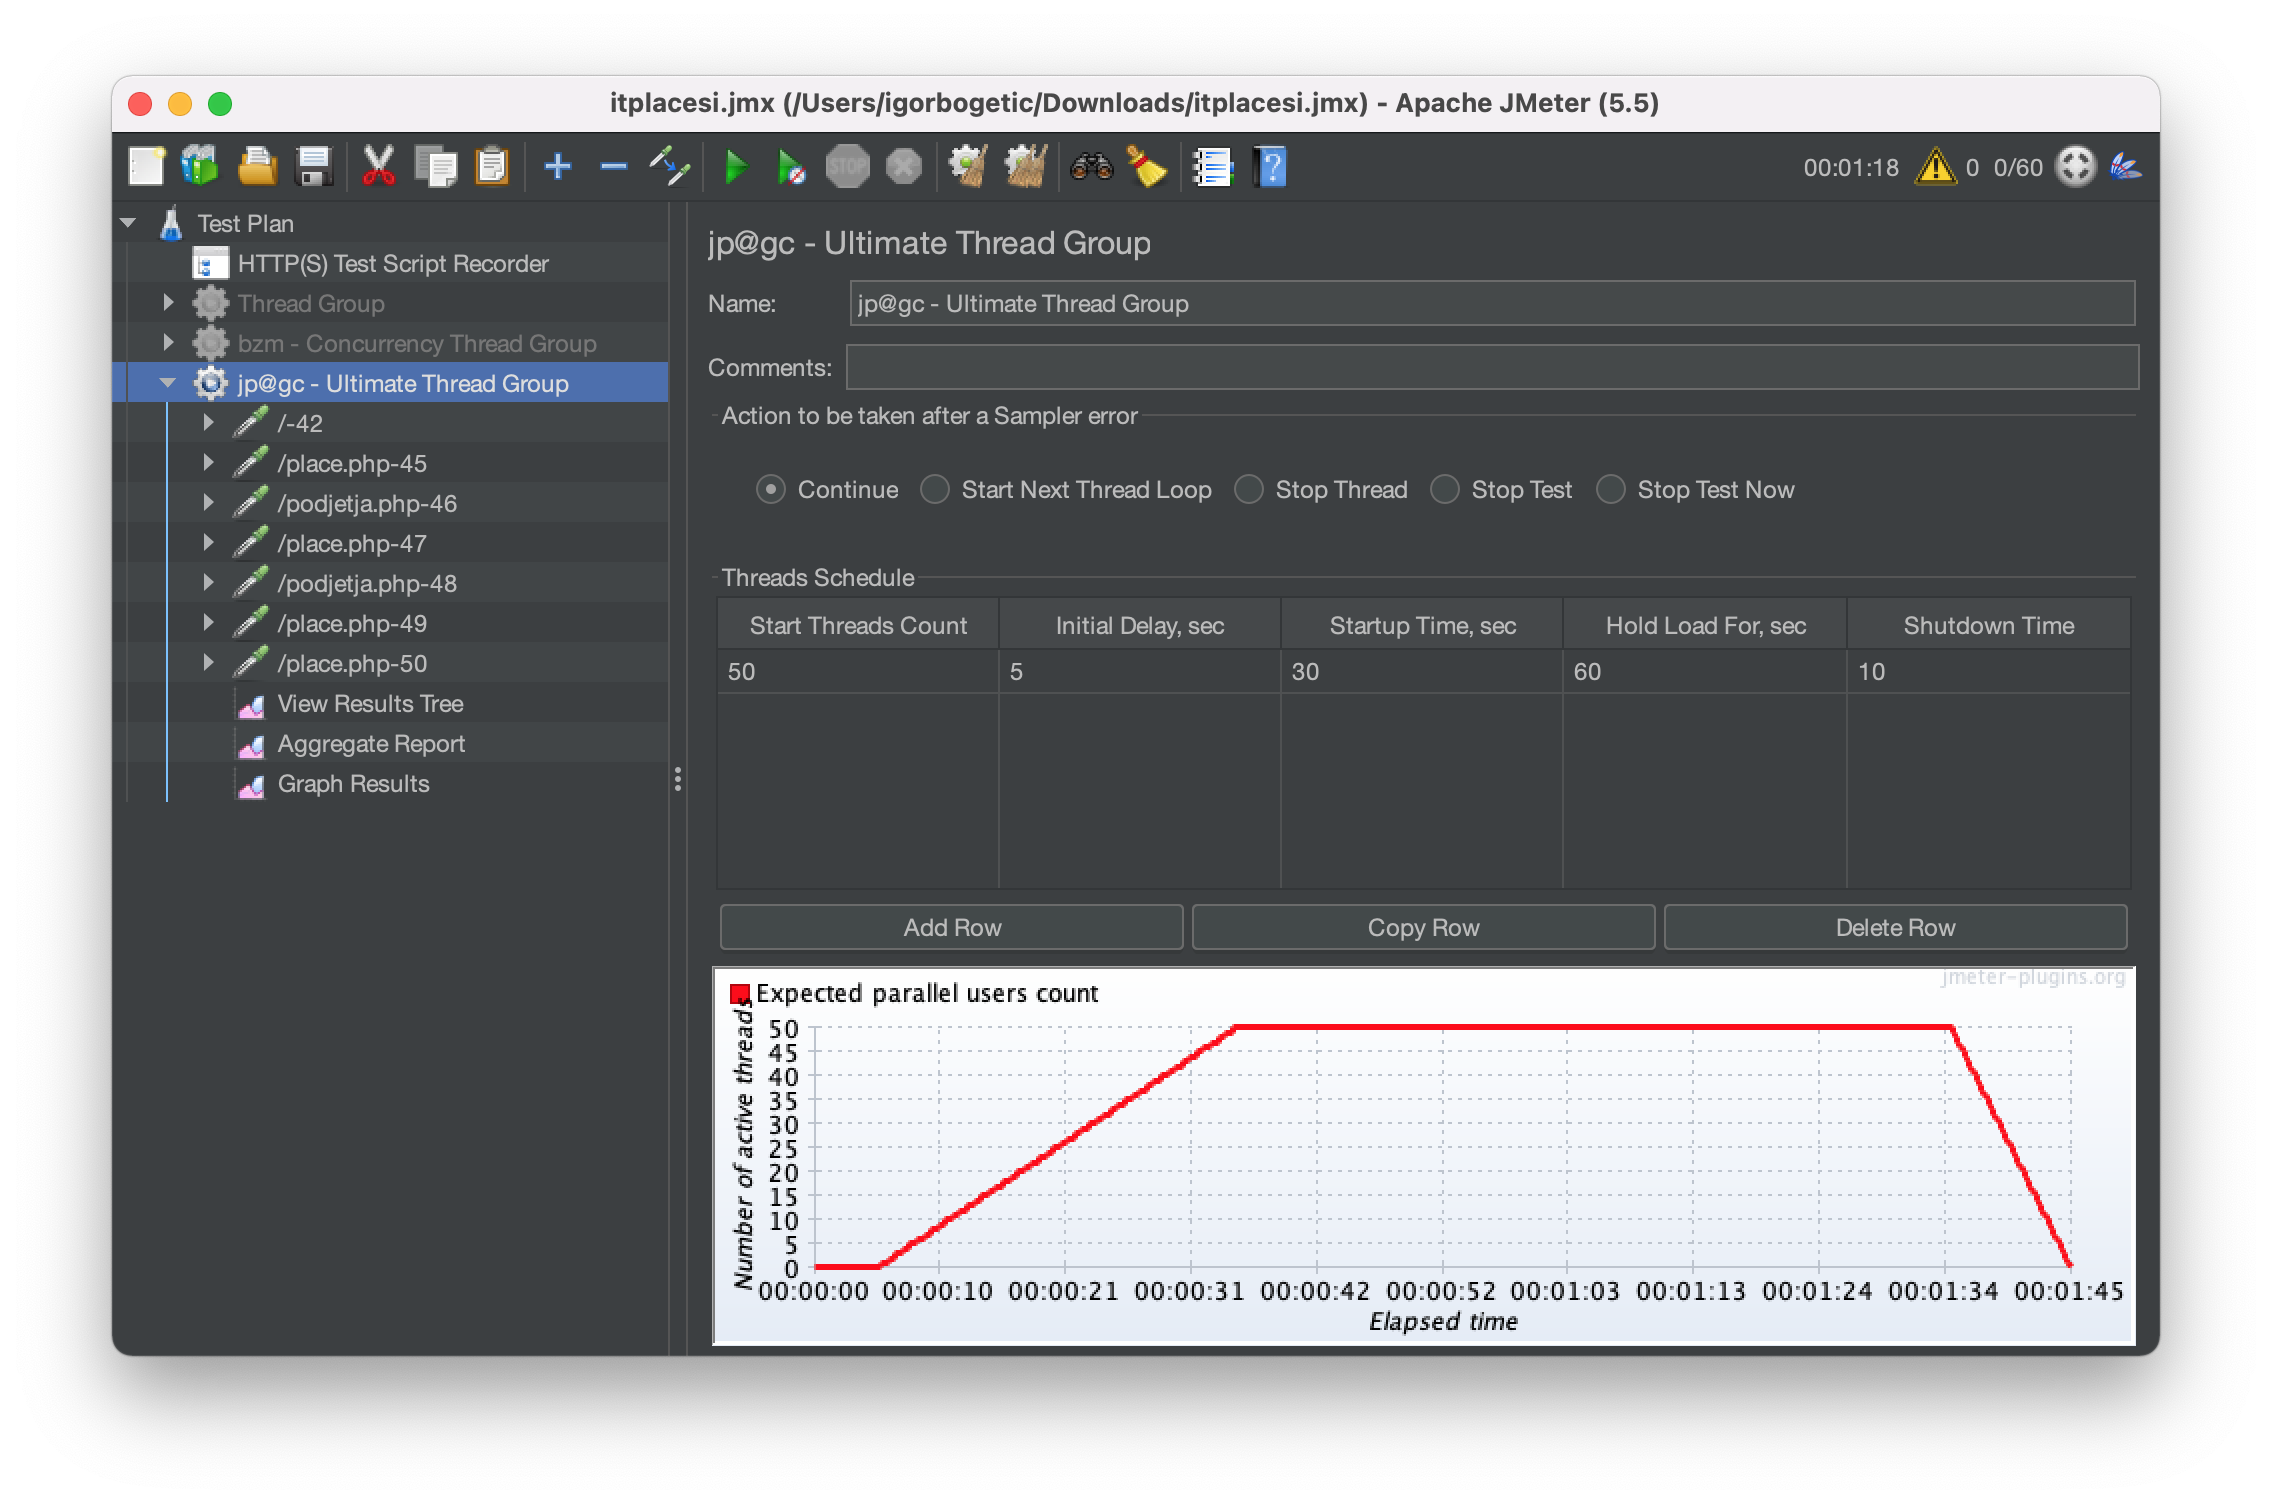 itplacesi.jmx (/Users/igorbogetic/Downloads/itplacesi.jmx) - Apache JMeter (5.5)
STOP
?
00:01:18 0 0/60
Test Plan
HTTP(S) Test Script Recorder
Thread Group
bzm - Concurrency Thread Group
jp@gc - Ultimate Thread Group
/-42
/place.php-45
/podjetja.php-46
/place.php-47
/podjetja.php-48
/place.php-49
/place.php-50
View Results Tree
Aggregate Report
Graph Results
jp@gc - Ultimate Thread Group
Name: jp@gc - Ultimate Thread Group
Comments:
Action to be taken after a Sampler error
Continue Start Next Thread Loop Stop Thread Stop Test Stop Test Now
Threads Schedule
Start Threads Count Initial Delay, sec Startup Time, sec Hold Load For, sec Shutdown Time
50 5 30 60 10
Add Row Copy Row Delete Row
jmeter-plugins.org
Expected parallel users count
Number of active threads
50
45
40
35
30
25
20
15
10
5
0
00:00:00 00:00:10 00:00:21 00:00:31 00:00:42 00:00:52 00:01:03 00:01:13 00:01:24 00:01:34 00:01:45
Elapsed time